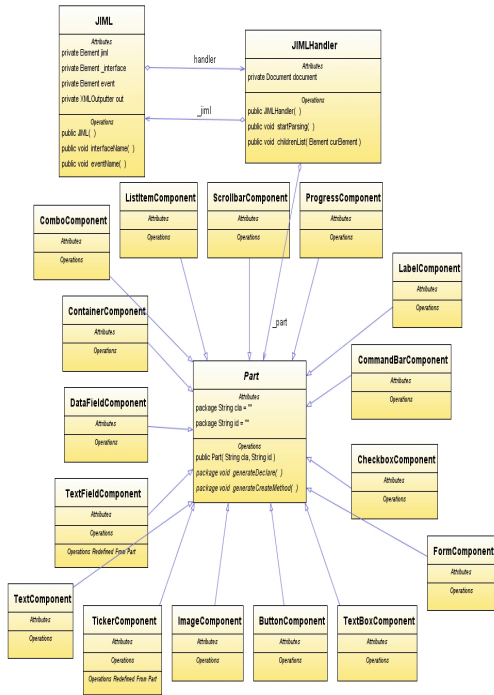 JIML
Attributes
private Element jiml
private Element _interface
private Element event
private XMLOutputter out
Operations
public JIML( )
public void interfaceName( )
public void eventName( )
handler
_jiml
JIMLHandler
Attributes
private Document document
Operations
public JIMLHandler( )
public void startParsing( )
public void childrenList( Element curElement )
ListItemComponent
Attributes
Operations
ScrollbarComponent
Attributes
Operations
ProgressComponent
Attributes
Operations
ComboComponent
Attributes
Operations
LabelComponent
Attributes
Operations
ContainerComponent
Attributes
Operations
_part
CommandBarComponent
Attributes
Operations
Part
Attributes
package String cla = ""
package String id = ""
Operations
public Part( String cla, String id )
package void generateDeclare( )
package void generateCreateMethod( )
DataFieldComponent
Attributes
Operations
CheckboxComponent
Attributes
Operations
TextFieldComponent
Attributes
Operations
Operations Redefined From Part
FormComponent
Attributes
Operations
TextComponent
Attributes
Operations
TickerComponent
Attributes
Operations
Operations Redefined From Part
ImageComponent
Attributes
Operations
ButtonComponent
Attributes
Operations
TextBoxComponent
Attributes
Operations